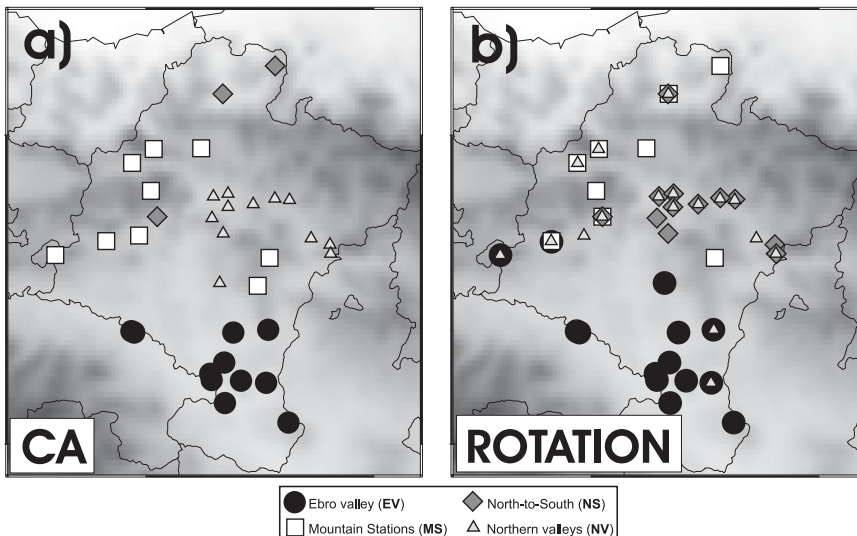 a)
b)
CA
ROTATION
Ebro valley (EV)
North-to-South (NS)
Mountain Stations (MS)
Northern valleys (NV)